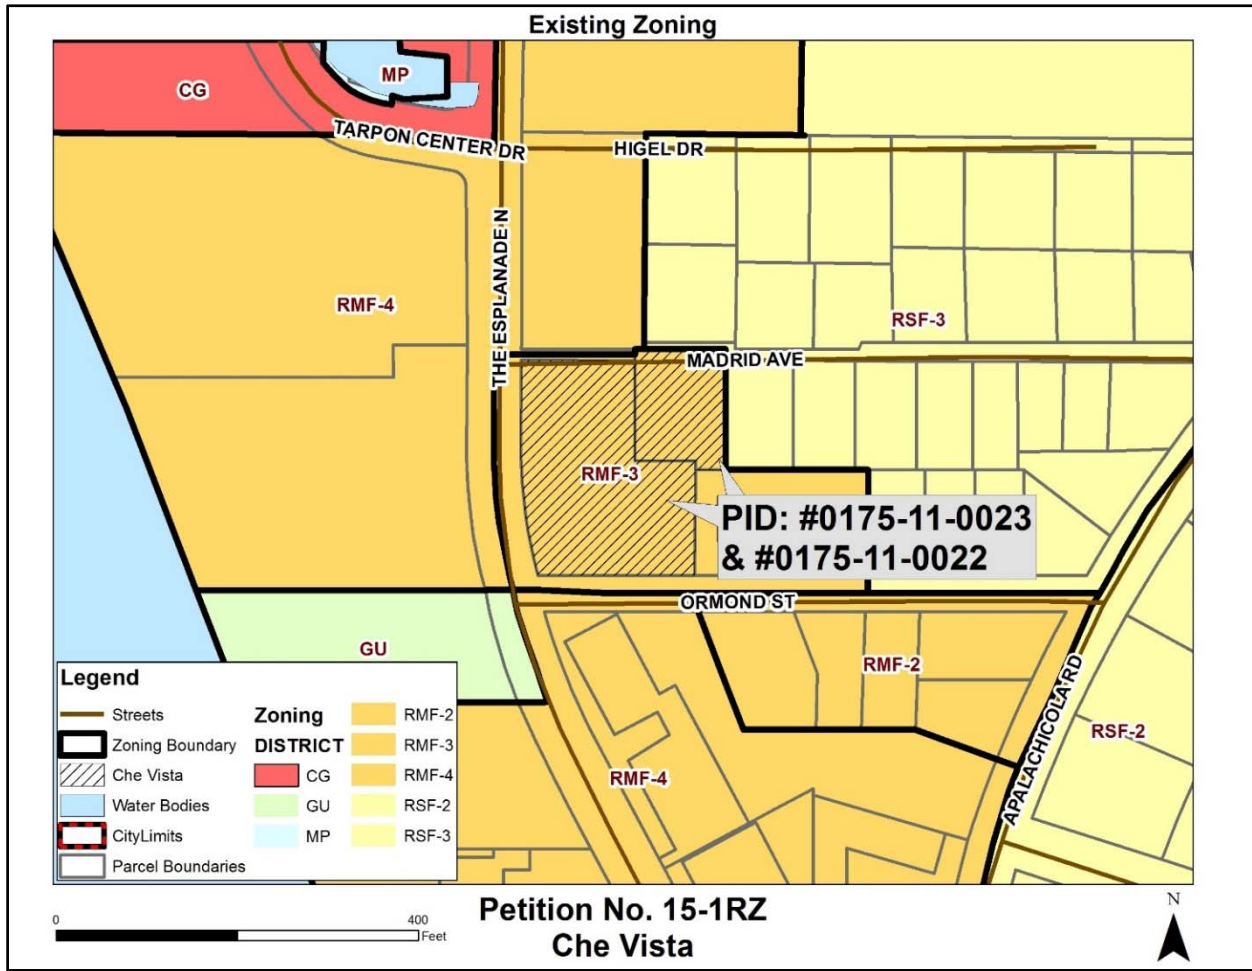 Existing Zoning
MP
CG
TARPON CENTER DR
HIGEL DR
THE ESPLANADE N
RMF-4
RSF-3
MADRID AVE
RMF-3
PID: #0175-11-0023
& #0175-11-0022
ORMOND ST
GU
RMF-2
RSF-2
RMF-4
APALACHICOLA RD
Legend
Streets
Zoning Boundary
Che Vista
Water Bodies
CityLimits
Parcel Boundaries
Zoning
DISTRICT
CG
GU
MP
RMF-2
RMF-3
RMF-4
RSF-2
RSF-3
0
400
Feet
Petition No. 15-1RZ
Che Vista
N